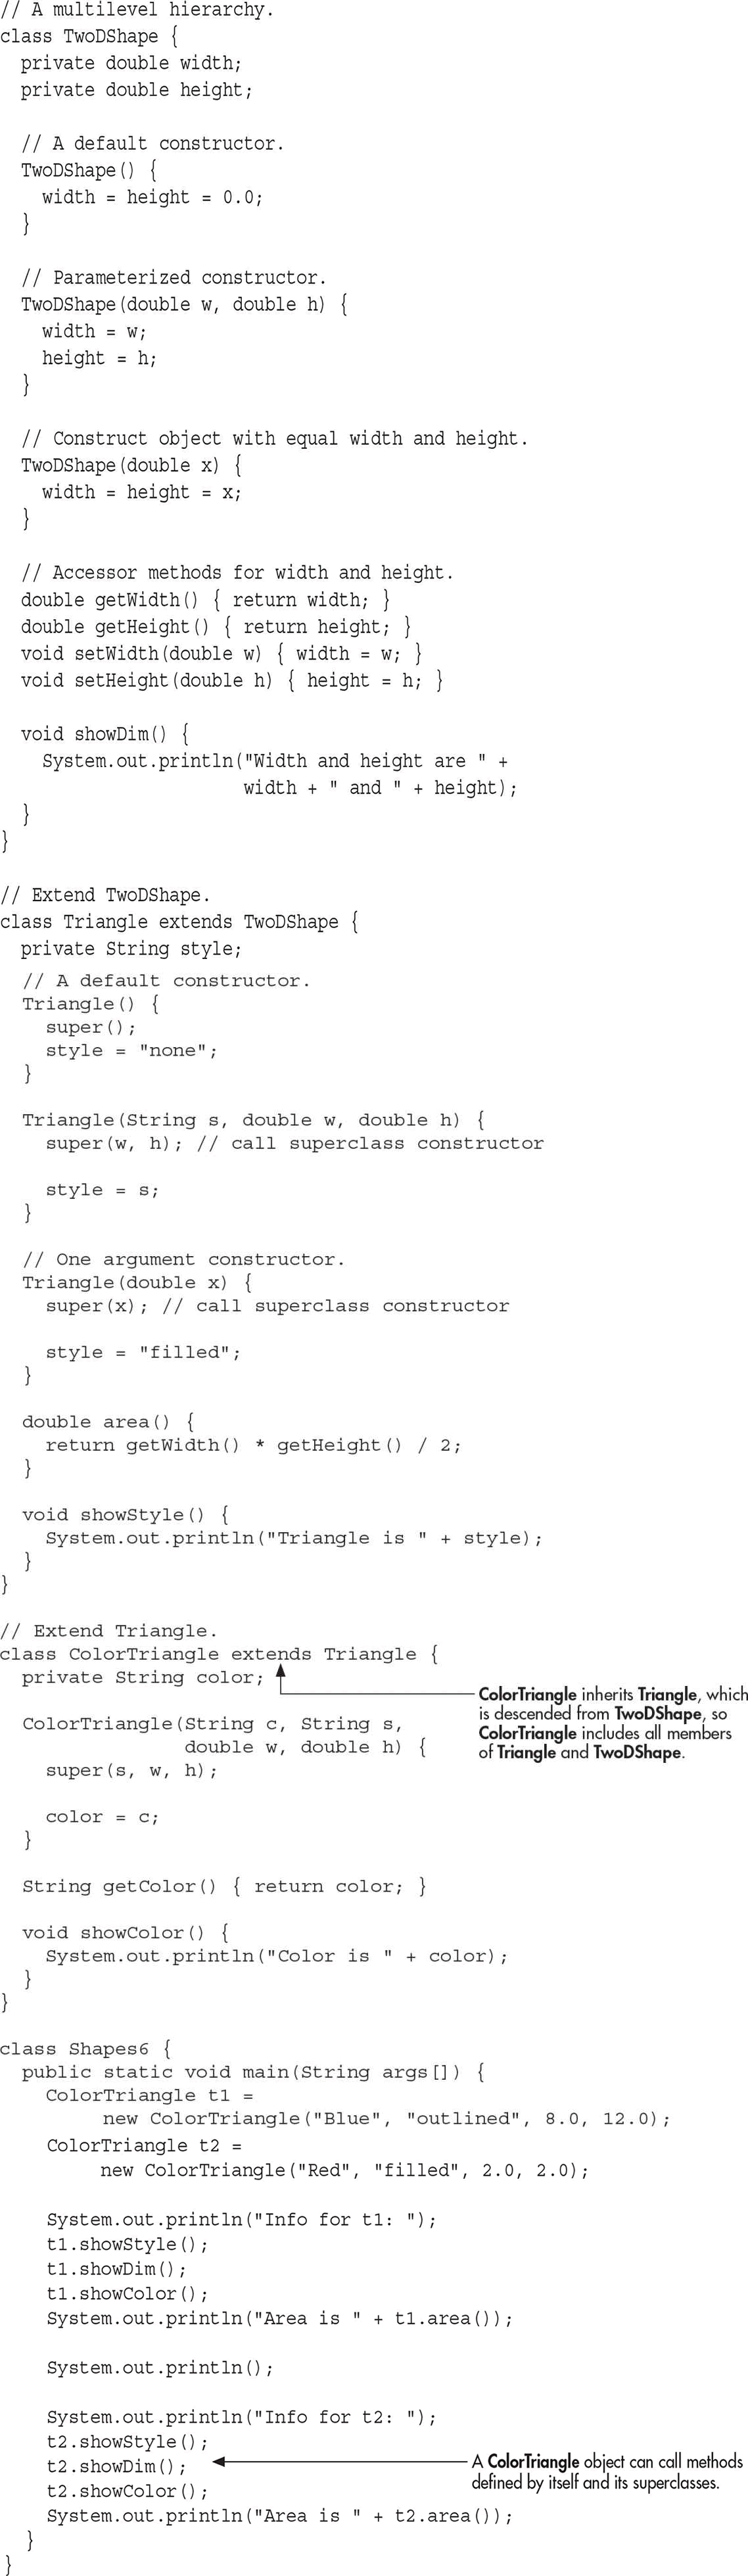 // A multilevel hierarchy.
class TwoDShape {
  private double width;
  private double height;

  // A default constructor.
  TwoDShape() {
    width = height = 0.0;
  }

  // Parameterized constructor.
  TwoDShape(double w, double h) {
    width = w;
    height = h;
  }

  // Construct object with equal width and height.
  TwoDShape(double x) {
    width = height = x;
  }

  // Accessor methods for width and height.
  double getWidth() { return width; }
  double getHeight() { return height; }
  void setWidth(double w) { width = w; }
  void setHeight(double h) { height = h; }

  void showDim() {
    System.out.println("Width and height are " +
                       width + " and " + height);
  }
}

// Extend TwoDShape.
class Triangle extends TwoDShape {
  private String style;
  // A default constructor.
  Triangle() {
    super();
    style = "none";
  }

  Triangle(String s, double w, double h) {
    super(w, h); // call superclass constructor

    style = s;
  }

  // One argument constructor.
  Triangle(double x) {
    super(x); // call superclass constructor

    style = "filled";
  }

  double area() {
    return getWidth() * getHeight() / 2;
  }

  void showStyle() {
    System.out.println("Triangle is " + style);
  }
}

// Extend Triangle.
class ColorTriangle extends Triangle {
  private String color;
ColorTriangle inherits Triangle, which
is descended from TwoDShape, so
ColorTriangle includes all members
of Triangle and TwoDShape.

  ColorTriangle(String c, String s,
                double w, double h) {
    super(s, w, h);

    color = c;
  }

  String getColor() { return color; }

  void showColor() {
    System.out.println("Color is " + color);
  }
}

class Shapes6 {
  public static void main(String args[]) {
    ColorTriangle t1 =
         new ColorTriangle("Blue", "outlined", 8.0, 12.0);
    ColorTriangle t2 =
         new ColorTriangle("Red", "filled", 2.0, 2.0);

    System.out.println("Info for t1: ");
    t1.showStyle();
    t1.showDim();
    t1.showColor();
    System.out.println("Area is " + t1.area());

    System.out.println();

    System.out.println("Info for t2: ");
    t2.showStyle();
    t2.showDim();
A ColorTriangle object can call methods
defined by itself and its superclasses.
    t2.showColor();
    System.out.println("Area is " + t2.area());
  }
}